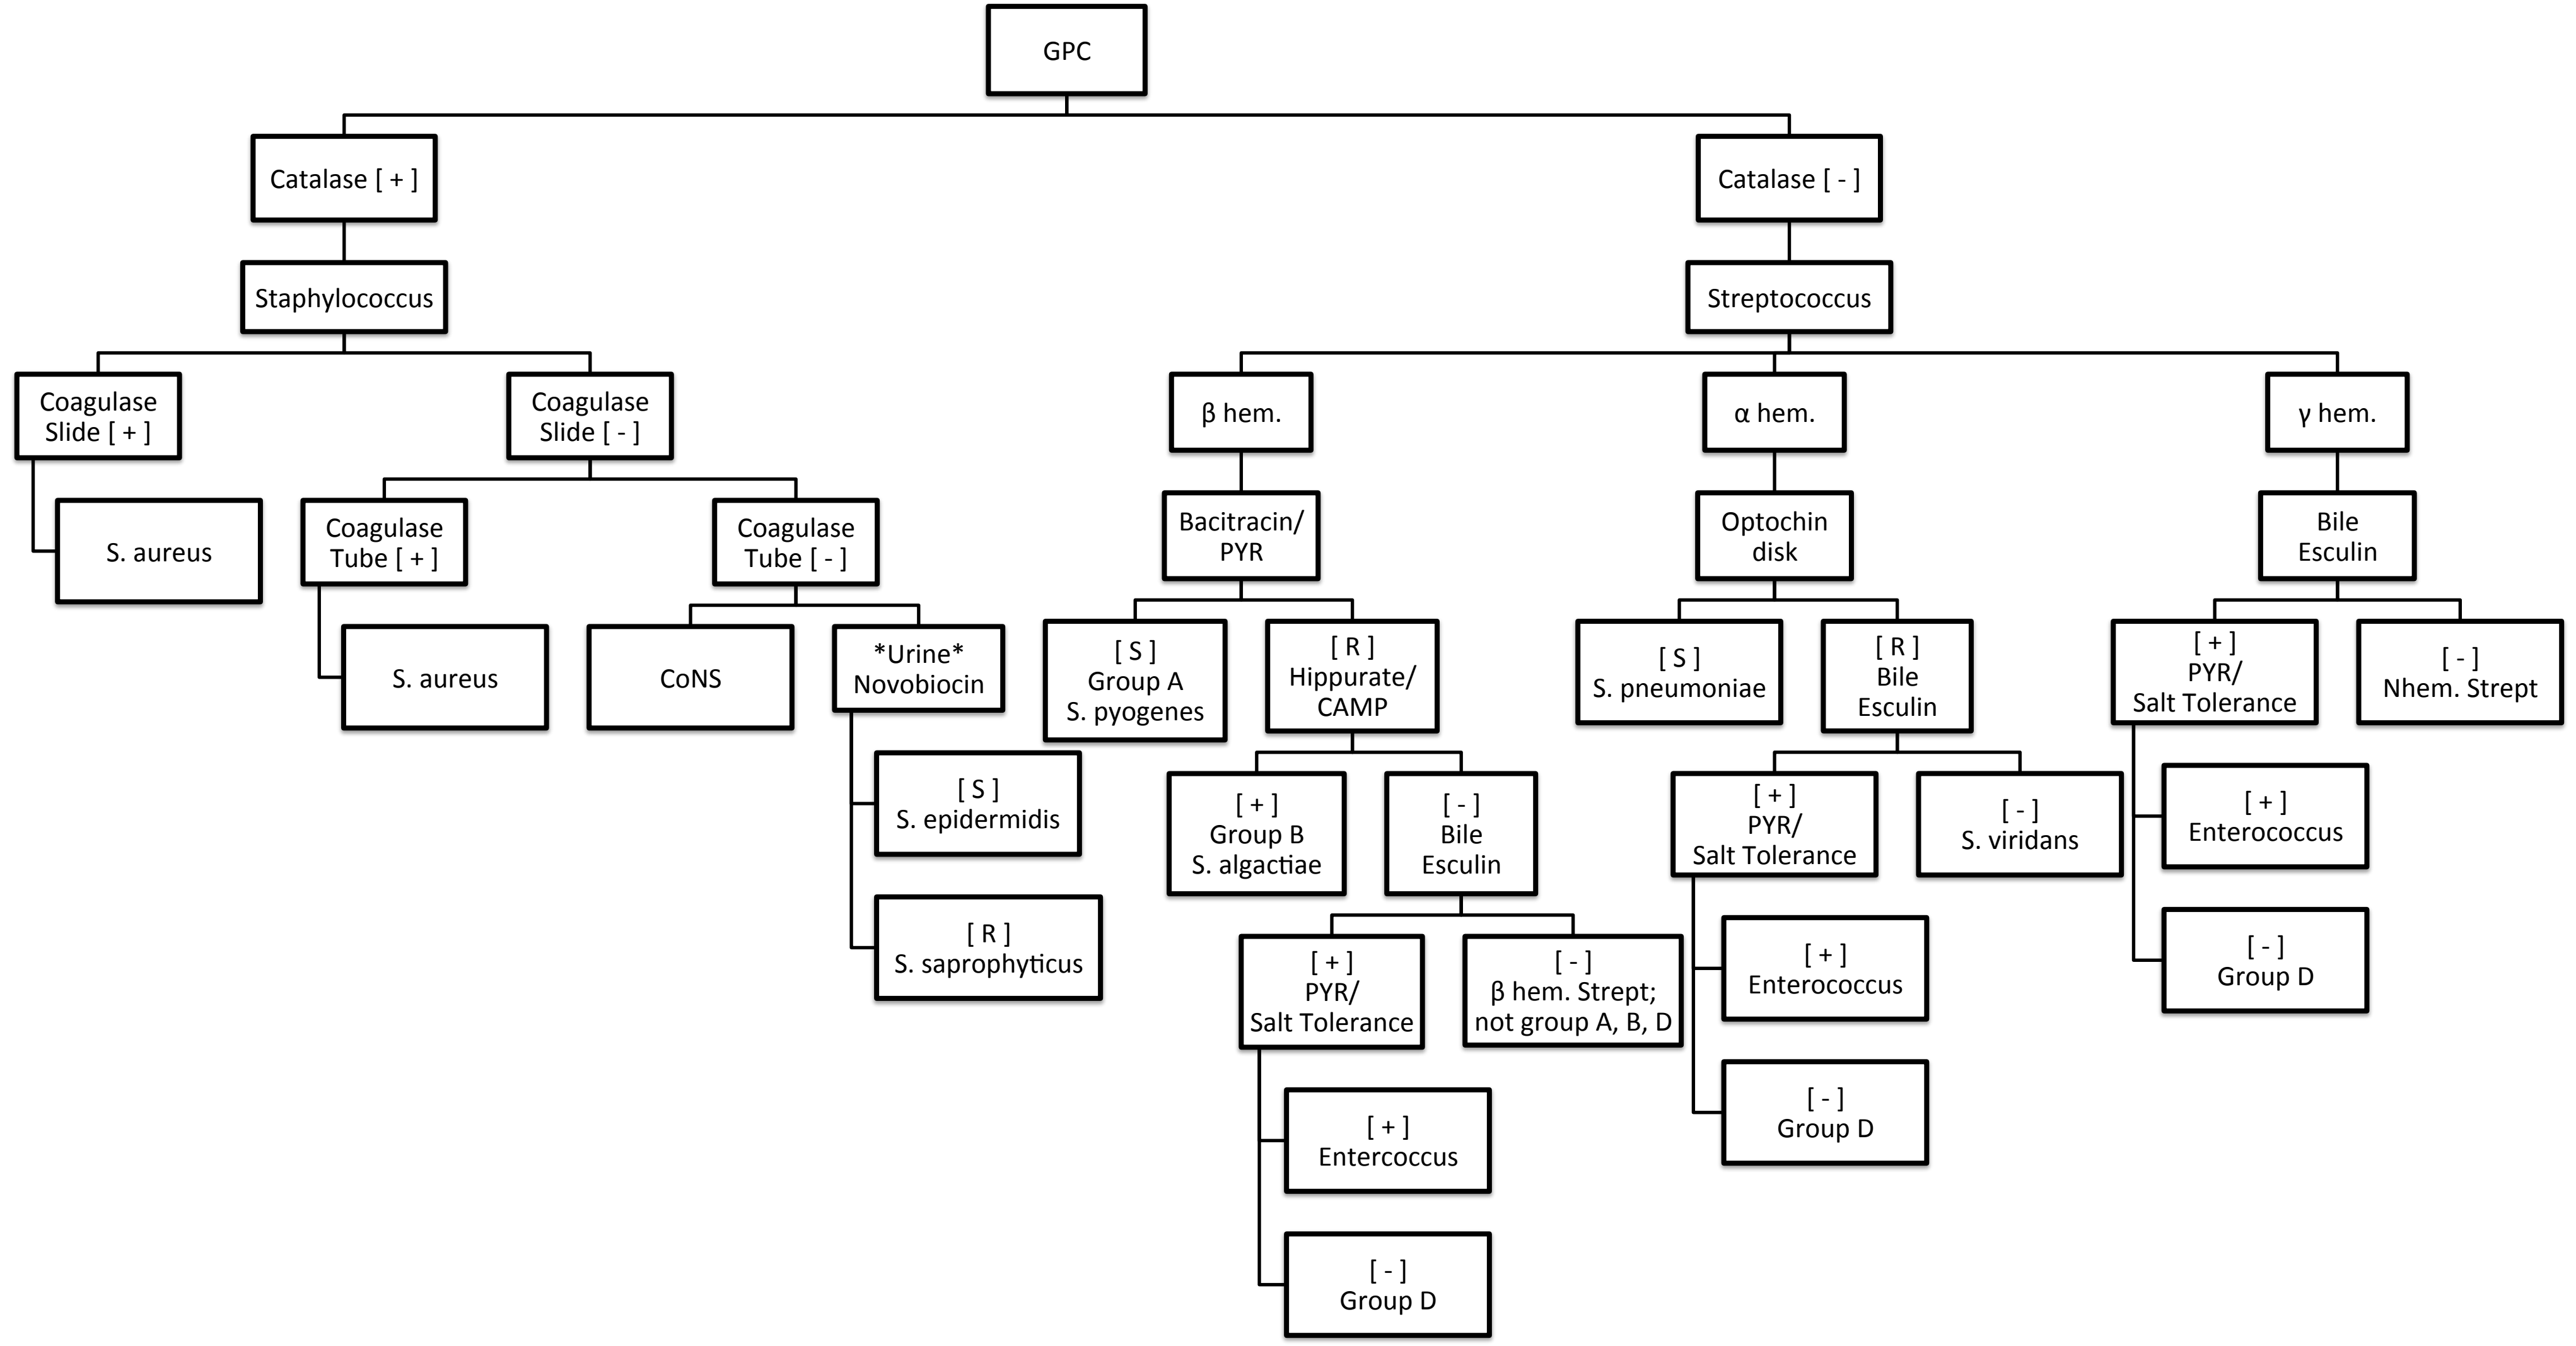 GPC
Catalase [ + ]
Catalase [ - ]
Staphylococcus
Streptococcus
Coagulase
Slide [ + ]
Coagulase
Slide [ - ]
β hem.
α hem.
γ hem.
S. aureus
Coagulase
Tube [ + ]
Coagulase
Tube [ - ]
Bacitracin/
PYR
Optochin
disk
Bile
Esculin
S. aureus
CoNS
*Urine*
Novobiocin
[ S ]
Group A
S. pyogenes
[ R ]
Hippurate/
CAMP
[ S ]
S. pneumoniae
[ R ]
Bile
Esculin
[ + ]
PYR/
Salt Tolerance
[ - ]
Nhem. Strept
[ S ]
S. epidermidis
[ R ]
S. saprophyticus
[ + ]
Group B
S. algactiae
[ - ]
Bile
Esculin
[ + ]
PYR/
Salt Tolerance
[ - ]
S. viridans
[ + ]
Enterococcus
[ - ]
Group D
[ + ]
PYR/
Salt Tolerance
[ - ]
β hem. Strept;
not group A, B, D
[ + ]
Enterococcus
[ - ]
Group D
[ + ]
Entercoccus
[ - ]
Group D